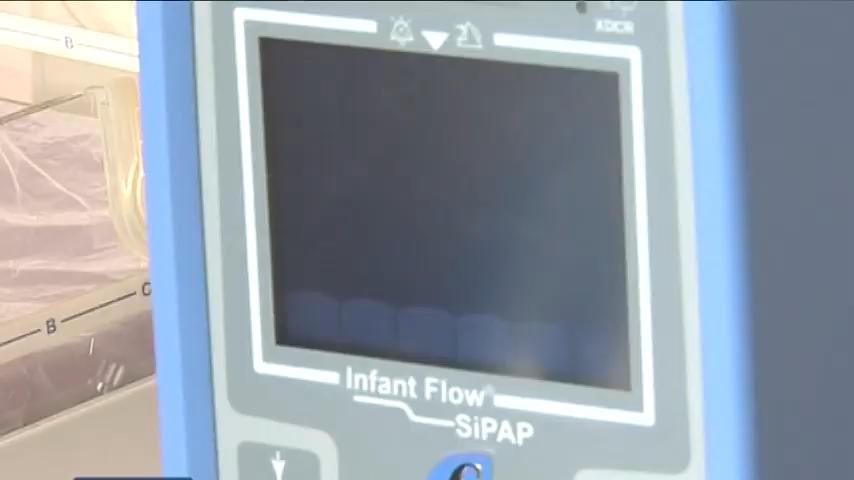 B
XDCR
C
B
Infant Flow®
SiPAP